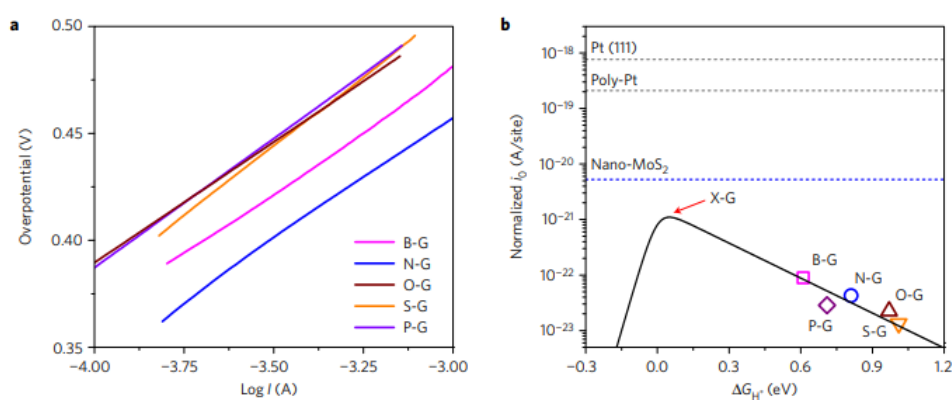 a
0.50
0.45
0.40
0.35
Overpotential (V)
B-G
N-G
O-G
S-G
P-G
−4.00 −3.75 −3.50 −3.25 −3.00
Log I (A)
b
10⁻¹⁸
10⁻¹⁹
10⁻²⁰
10⁻²¹
10⁻²²
10⁻²³
Normalized i₀ (A/site)
Pt (111)
Poly-Pt
Nano-MoS₂
X-G
B-G
N-G
P-G
O-G
S-G
−0.3 0.0 0.3 0.6 0.9 1.2
ΔG_H* (eV)